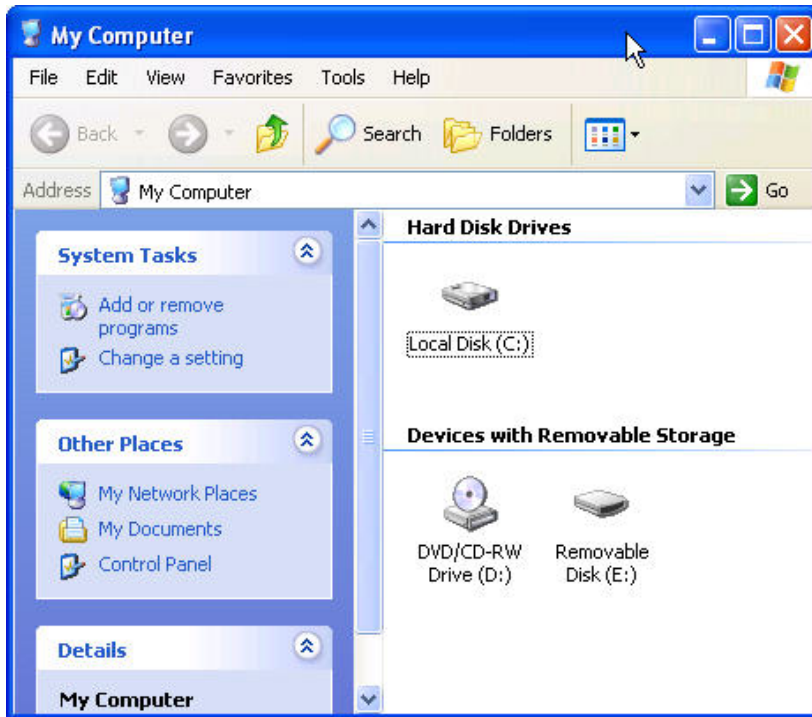 My Computer
File Edit View Favorites Tools Help
Back Search Folders
Address My Computer Go
System Tasks
Add or remove
programs
Change a setting
Other Places
My Network Places
My Documents
Control Panel
Details
My Computer
Hard Disk Drives
Local Disk (C:)
Devices with Removable Storage
DVD/CD-RW
Drive (D:)
Removable
Disk (E:)